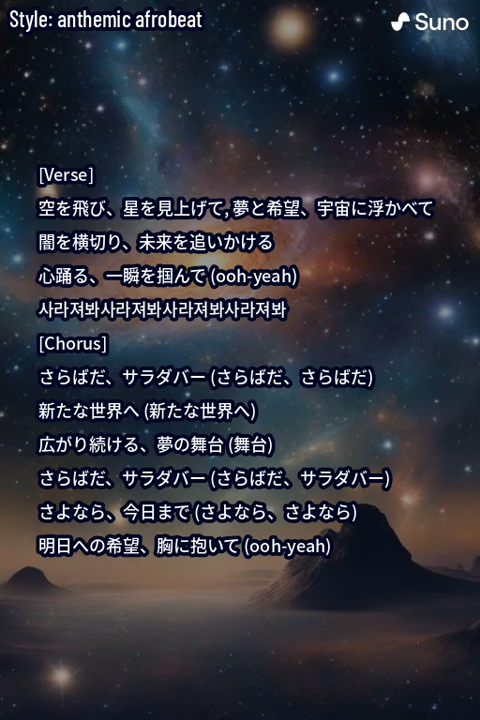 Style: anthemic afrobeat
Suno
[Verse]
空を飛び、星を見上げて, 夢と希望、宇宙に浮かべて
闇を横切り、未来を追いかける
心踊る、一瞬を掴んで (ooh-yeah)
사라져봐사라져봐사라져봐사라져봐
[Chorus]
さらばだ、サラダバー (さらばだ、さらばだ)
新たな世界へ (新たな世界へ)
広がり続ける、夢の舞台 (舞台)
さらばだ、サラダバー (さらばだ、サラダバー)
さよなら、今日まで (さよなら、さよなら)
明日への希望、胸に抱いて (ooh-yeah)